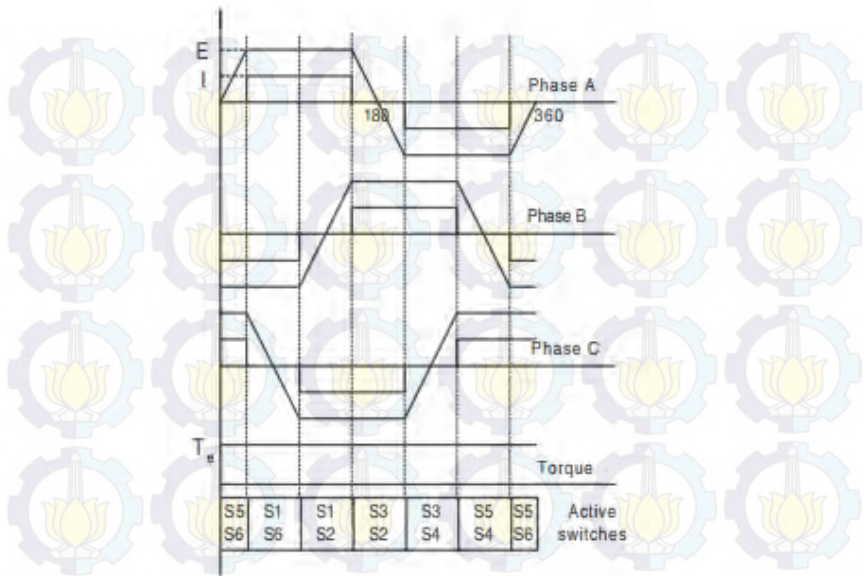 E
I
Phase A
180
360
Phase B
Phase C
Te
Torque
S5 S1 S1 S3 S3 S5 S5 Active
S6 S6 S2 S2 S4 S4 S6 switches